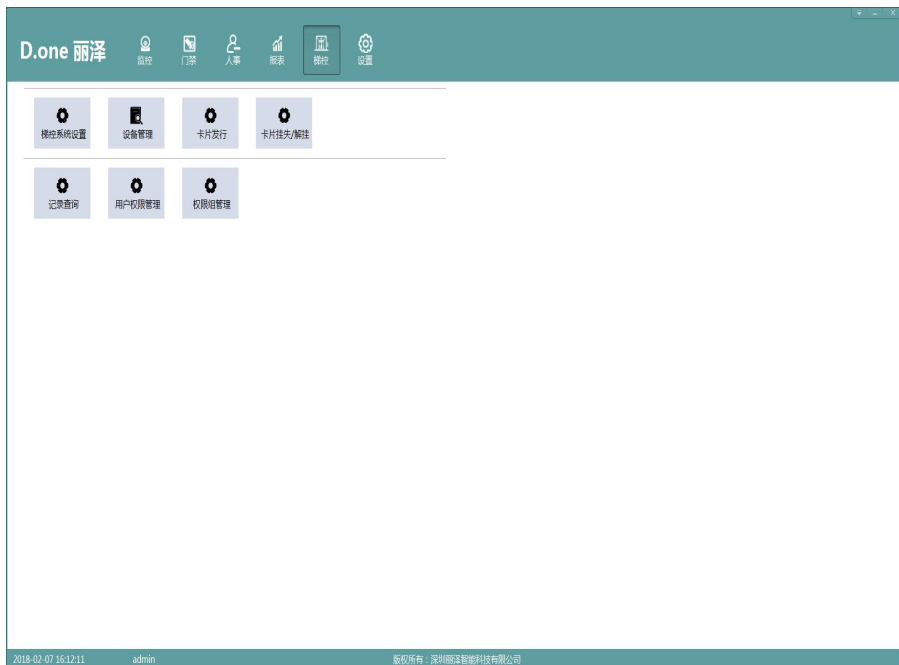 D.one 丽泽
监控 门禁 人事 报表 梯控 设置
梯控系统设置 设备管理 卡片发行 卡片挂失/解挂
记录查询 用户权限管理 权限组管理
2018-02-07 16:12:11 admin 版权所有：深圳丽泽智能科技有限公司